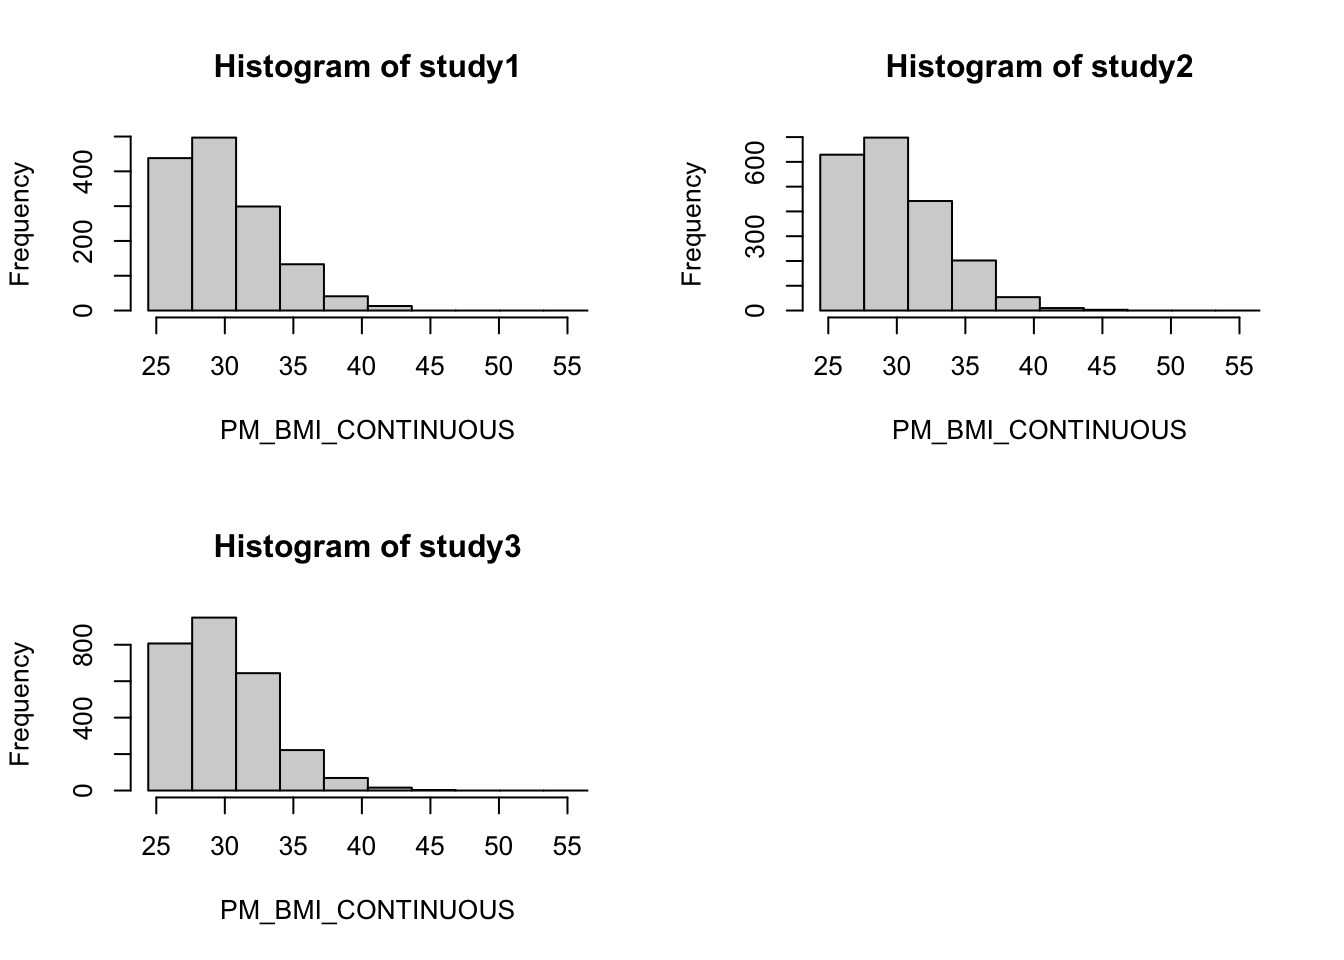 Histogram of study1
Frequency
0 200 400
25 30 35 40 45 50 55
PM_BMI_CONTINUOUS
Histogram of study2
Frequency
0 300 600
25 30 35 40 45 50 55
PM_BMI_CONTINUOUS
Histogram of study3
Frequency
0 400 800
25 30 35 40 45 50 55
PM_BMI_CONTINUOUS